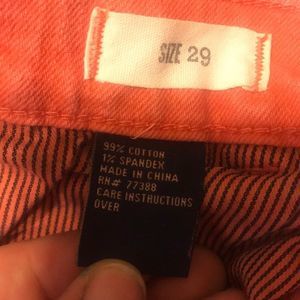 SIZE 29
99% COTTON
1% SPANDEX
MADE IN CHINA
RN# 77388
CARE INSTRUCTIONS
OVER